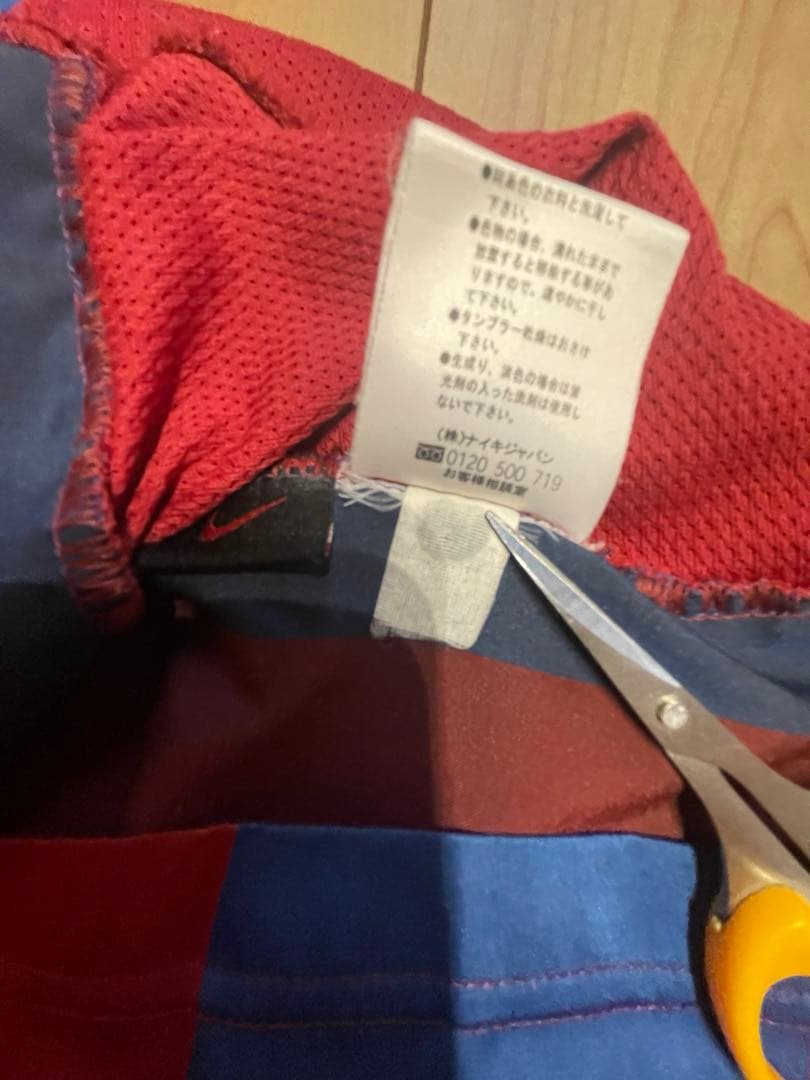 ●同系色の衣料と洗濯して
下さい。
●色物の場合、濡れたままで
放置すると移染する事があ
りますので、速やかに干し
て下さい。
●タンブラー乾燥はおさけ
下さい。
●生成り、淡色の場合は蛍
光剤の入った洗剤は使用し
ないで下さい。
(株)ナイキジャパン
0120 500 719
お客様相談室